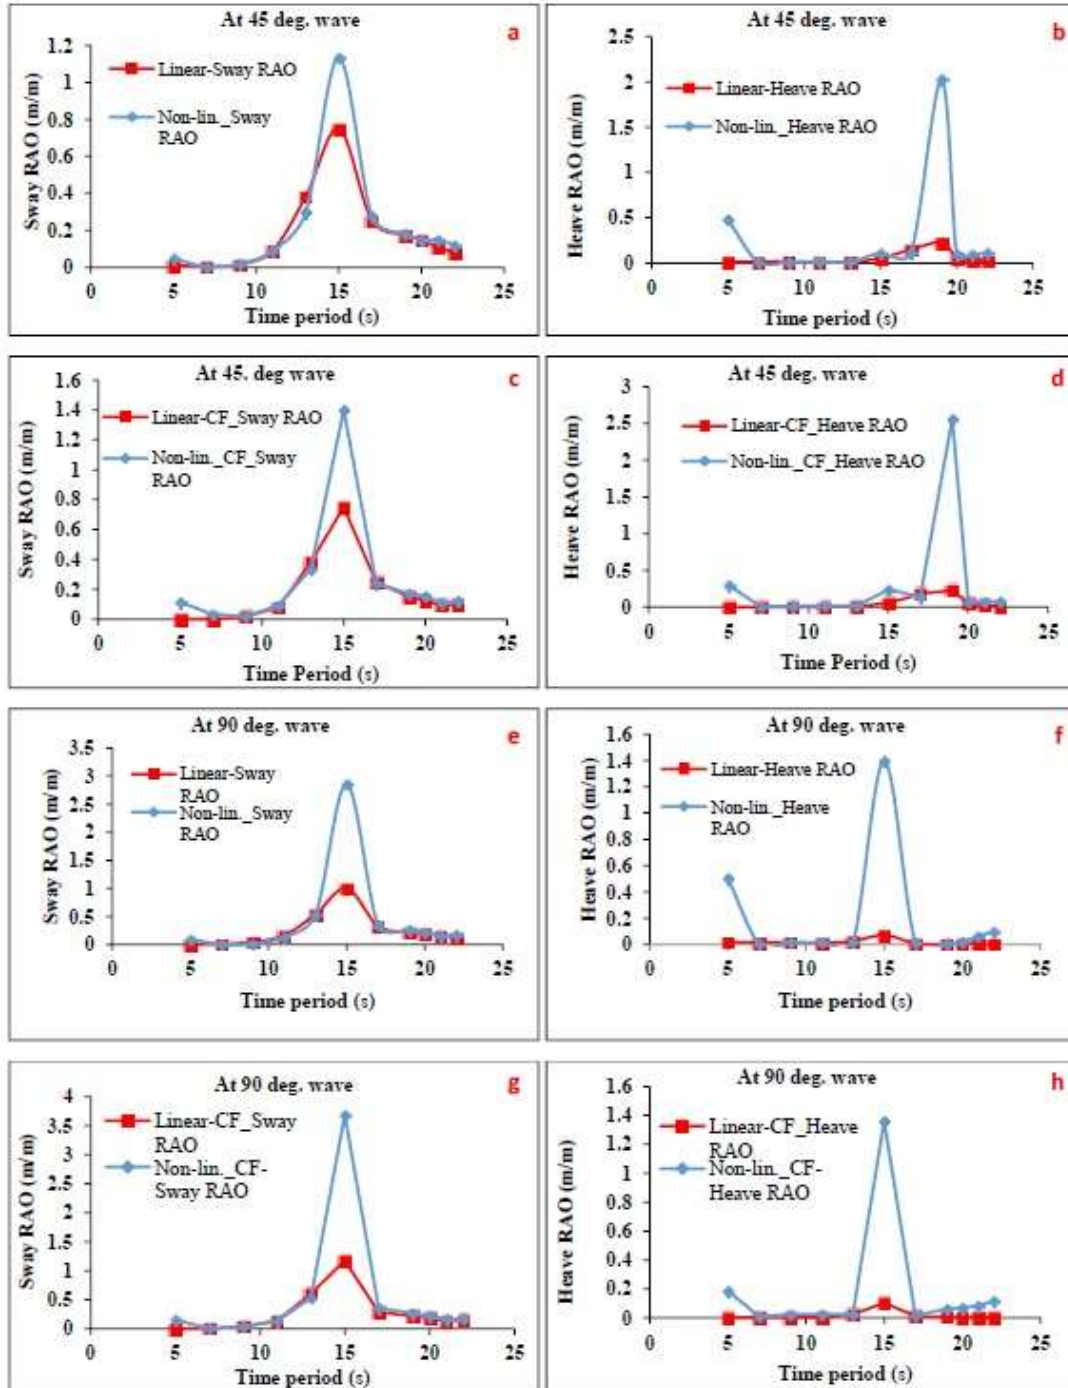 At 45 deg. wave
a
1.2
Linear-Sway RAO
1
Non-lin._Sway
RAO
0.8
0.6
0.4
0.2
0
0 5 10 15 20 25
Time period (s)
Sway RAO (m/m)
At 45 deg. wave
b
2.5
Linear-Heave RAO
2
Non-lin._Heave RAO
1.5
1
0.5
0
0 5 10 15 20 25
Time period (s)
Heave RAO (m/m)
At 45. deg wave
c
1.6
Linear-CF_Sway RAO
1.4
Non-lin._CF_Sway
RAO
1.2
1
0.8
0.6
0.4
0.2
0
0 5 10 15 20 25
Time Period (s)
Sway RAO (m/m)
At 45 deg. wave
d
3
Linear-CF_Heave RAO
2.5
Non-lin._CF_Heave RAO
2
1.5
1
0.5
0
0 5 10 15 20 25
Time Period (s)
Heave RAO (m/m)
At 90 deg. wave
e
3.5
Linear-Sway
RAO
3
Non-lin._Sway
RAO
2.5
2
1.5
1
0.5
0
0 5 10 15 20 25
Time period (s)
Sway RAO (m/m)
At 90 deg. wave
f
1.6
Linear-Heave RAO
1.4
Non-lin._Heave
RAO
1.2
1
0.8
0.6
0.4
0.2
0
0 5 10 15 20 25
Time period (s)
Heave RAO (m/m)
At 90 deg. wave
g
4
Linear-CF_Sway
RAO
3.5
Non-lin._CF-
Sway RAO
3
2.5
2
1.5
1
0.5
0
0 5 10 15 20 25
Time period (s)
Sway RAO (m/m)
At 90 deg. wave
h
1.6
Linear-CF_Heave
RAO
1.4
Non-lin._CF-
Heave RAO
1.2
1
0.8
0.6
0.4
0.2
0
0 5 10 15 20 25
Time period (s)
Heave RAO (m/m)